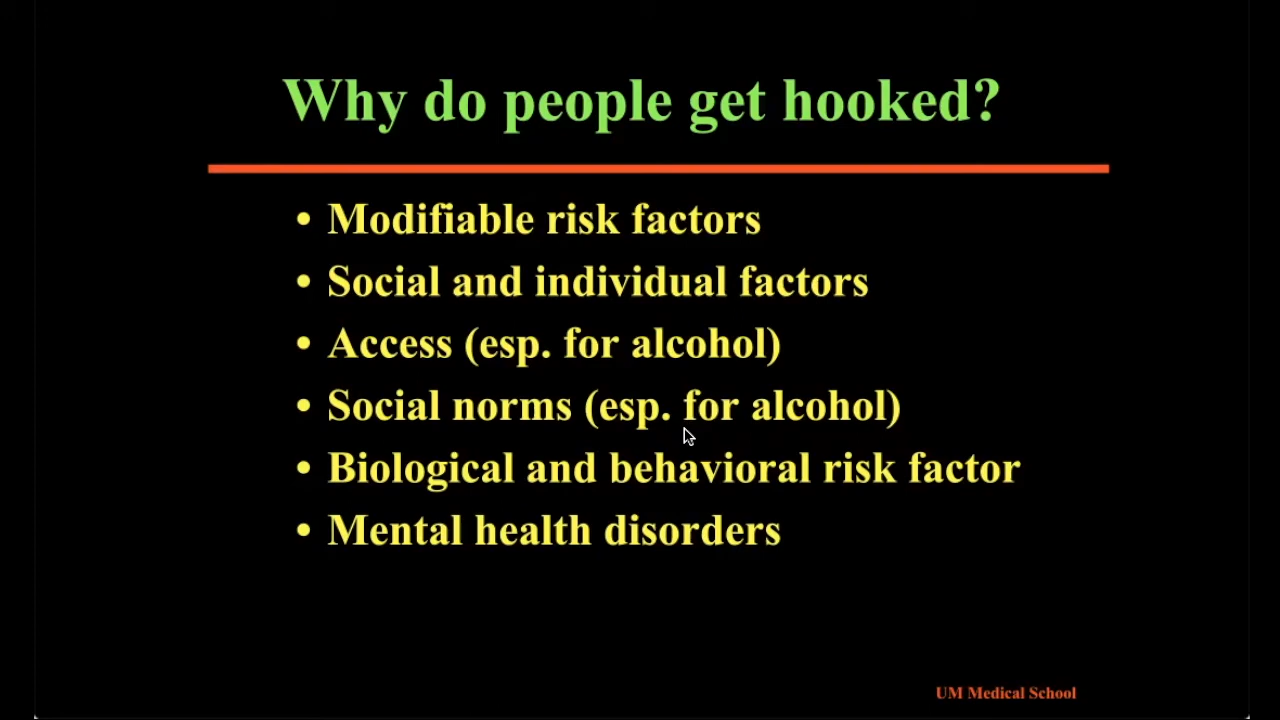 Why do people get hooked?
• Modifiable risk factors
• Social and individual factors
• Access (esp. for alcohol)
• Social norms (esp. for alcohol)
• Biological and behavioral risk factor
• Mental health disorders
UM Medical School